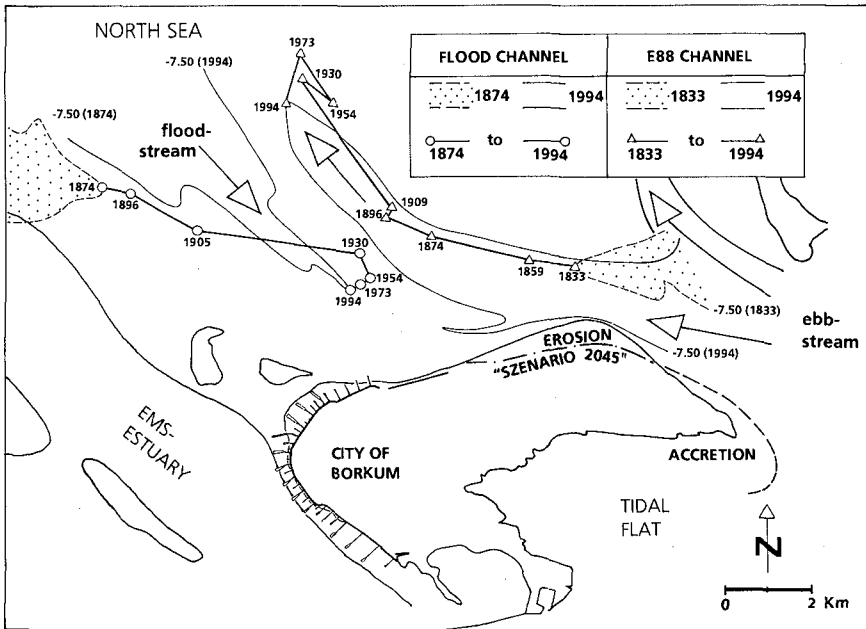 NORTH SEA
-7.50 (1994)
-7.50 (1874)
flood-
stream
1973
1930
1954
1994
FLOOD CHANNEL
E88 CHANNEL
1874
1994
1833
1994
to
1874
1994
to
1833
1994
1874
1896
1905
1930
1954
1973
1994
1909
1896
1874
1859
1833
-7.50 (1833)
ebb-
stream
-7.50 (1994)
EROSION
"SZENARIO 2045"
EMS-
ESTUARY
CITY OF
BORKUM
ACCRETION
TIDAL
FLAT
N
0 2 Km